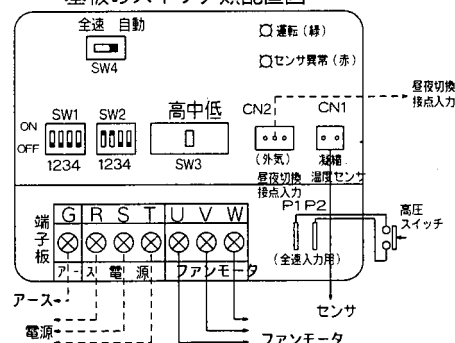 基板のスイッチ類配置図
全速 自動
SW4
運転(緑)
センサ異常(赤)
昼夜切換
接点入力
ON
OFF
SW1
1234
SW2
1234
高中低
SW3
CN2
(外気)
昼夜切換
接点入力
CN1
凝縮
温度センサ
P1 P2
(全速入力用)
高圧
スイッチ
端子板
G R S T U V W
アース 電源 ファンモータ
アース
電源
センサ
ファンモータ